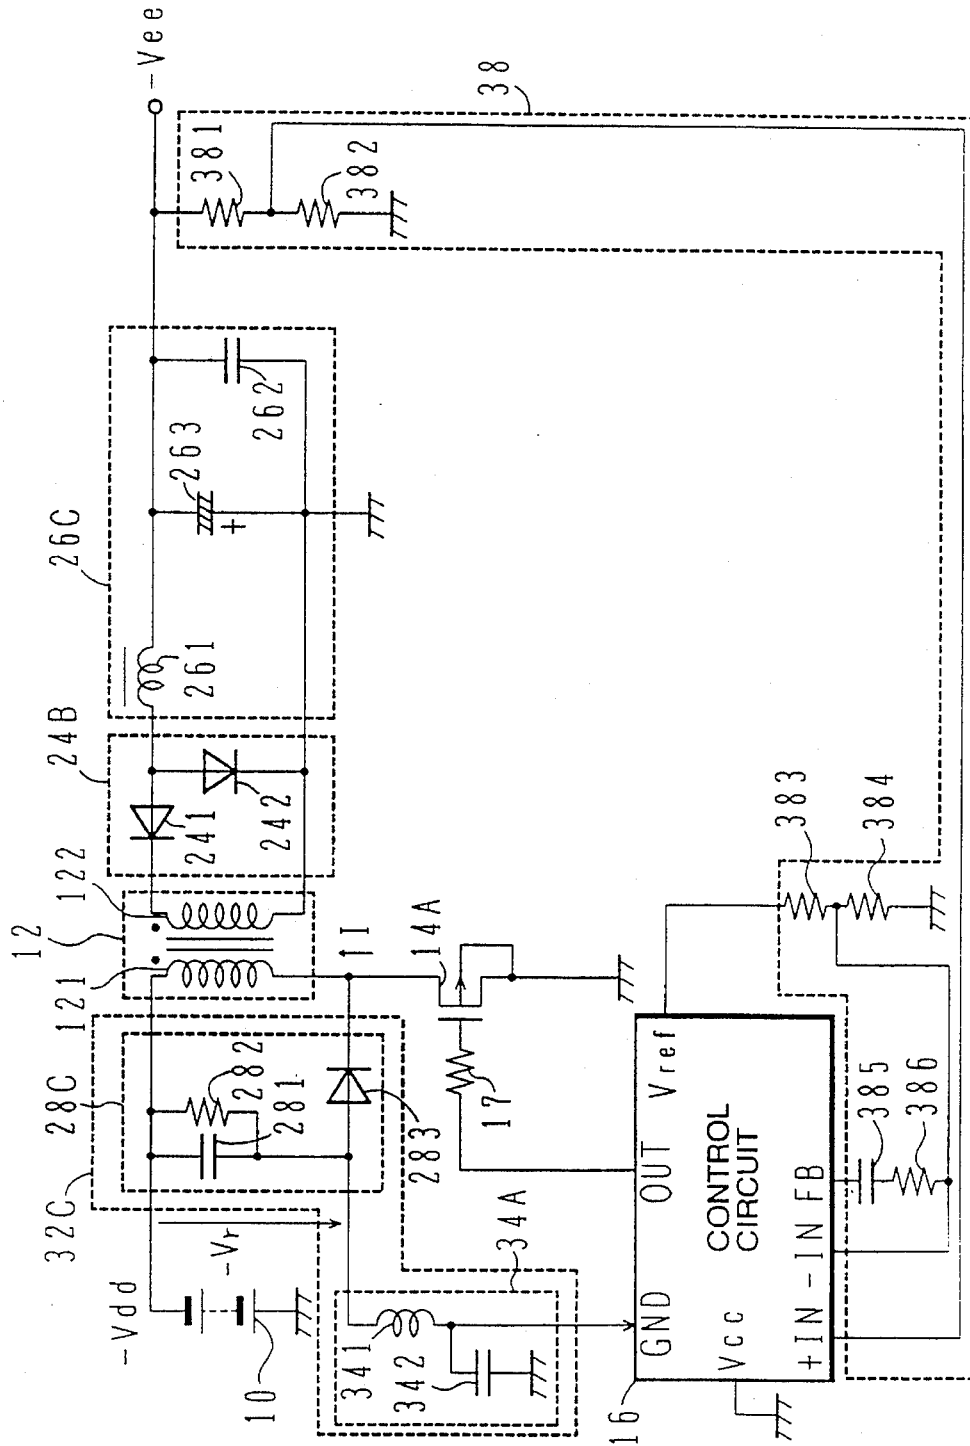 -Vee
38
381
382
26C
263
262
261
24B
241
242
12
121
122
↑I
14A
17
32C
28C
282
281
283
-Vdd
-Vr
10
34A
341
342
383
384
385
386
16
GND
OUT
Vref
Vcc
CONTROL
CIRCUIT
+IN -IN FB
+